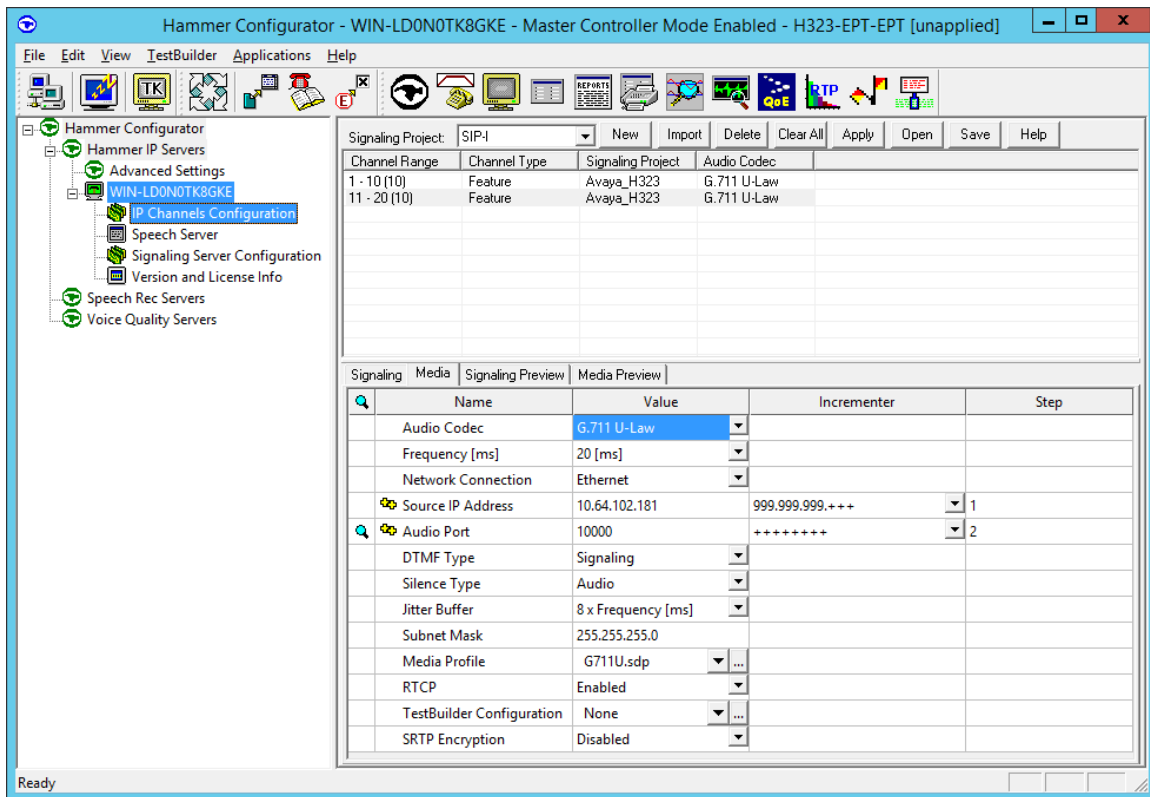 Hammer Configurator - WIN-LD0N0TK8GKE - Master Controller Mode Enabled - H323-EPT-EPT [unapplied]
File Edit View TestBuilder Applications Help
TK E REPORTS QoE RTP
Hammer Configurator
Hammer IP Servers
Advanced Settings
WIN-LD0N0TK8GKE
IP Channels Configuration
Speech Server
Signaling Server Configuration
Version and License Info
Speech Rec Servers
Voice Quality Servers
Signaling Project: SIP-I New Import Delete Clear All Apply Open Save Help
Channel Range Channel Type Signaling Project Audio Codec
1 - 10 (10) Feature Avaya_H323 G.711 U-Law
11 - 20 (10) Feature Avaya_H323 G.711 U-Law
Signaling Media Signaling Preview Media Preview
Name Value Incrementer Step
Audio Codec G.711 U-Law
Frequency [ms] 20 [ms]
Network Connection Ethernet
Source IP Address 10.64.102.181 999.999.999.+++ 1
Audio Port 10000 ++++++++ 2
DTMF Type Signaling
Silence Type Audio
Jitter Buffer 8 x Frequency [ms]
Subnet Mask 255.255.255.0
Media Profile G711U.sdp ...
RTCP Enabled
TestBuilder Configuration None ...
SRTP Encryption Disabled
Ready